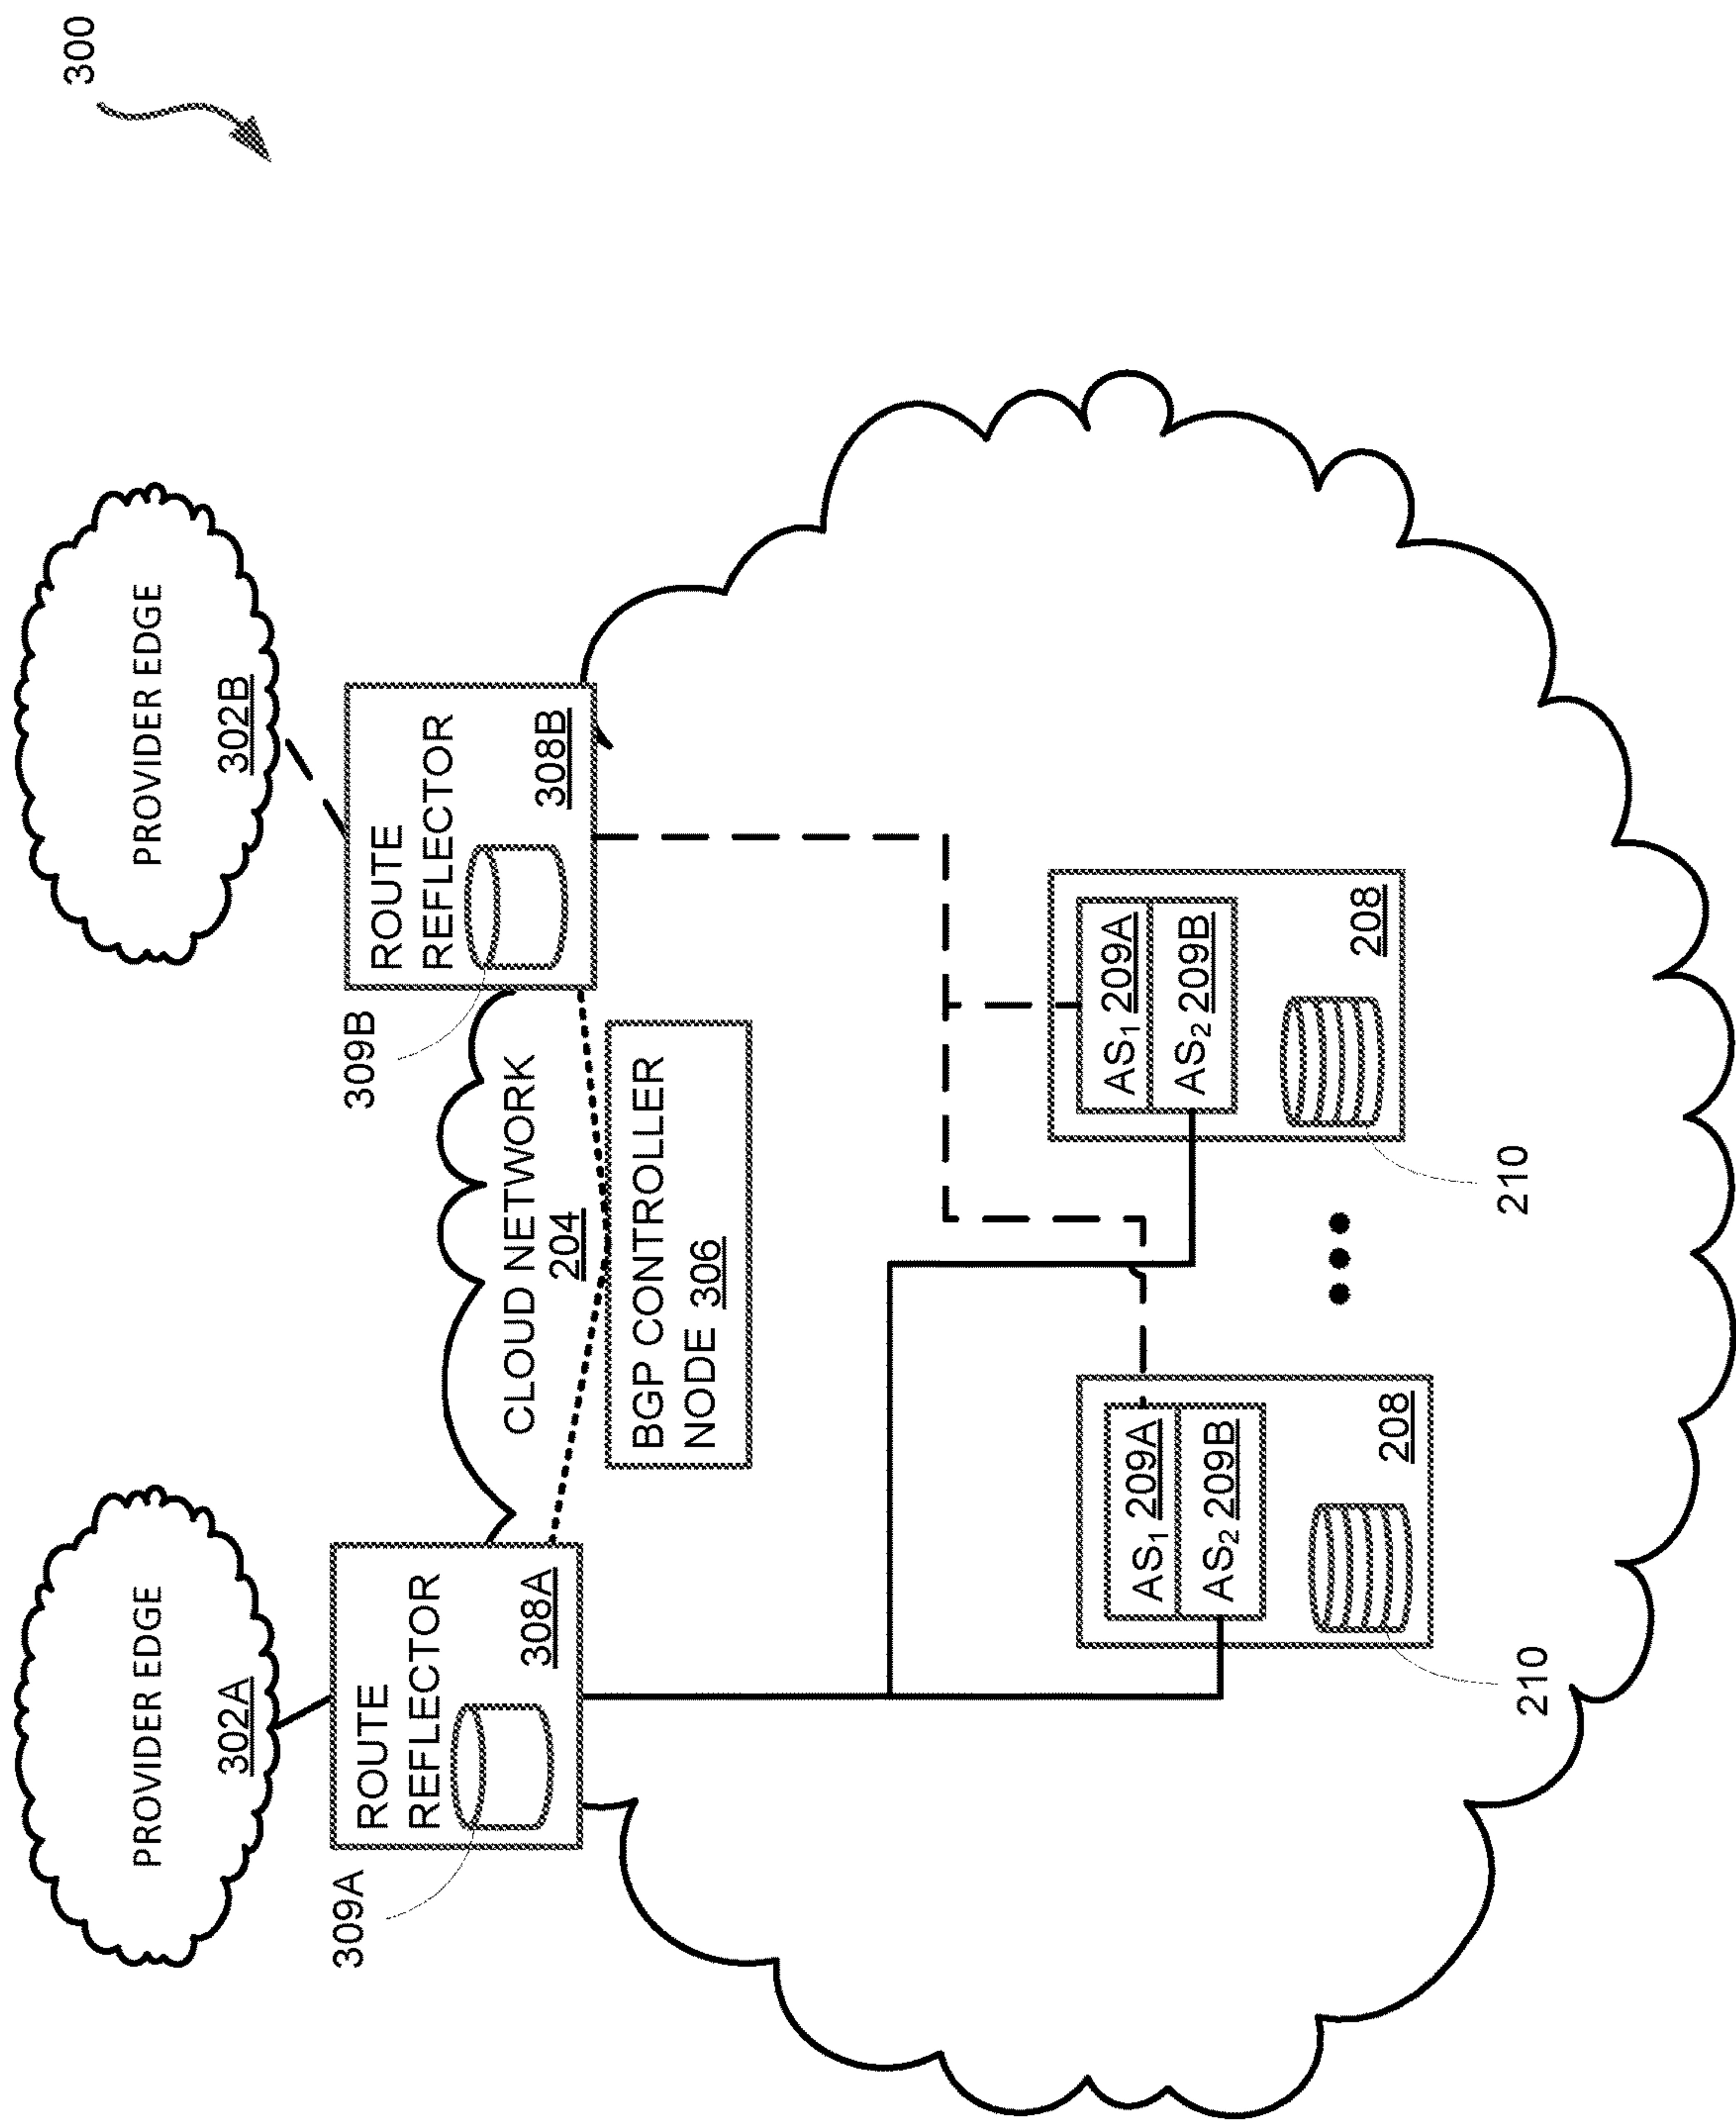 300
PROVIDER EDGE
302A
PROVIDER EDGE
302B
309A
ROUTE
REFLECTOR
308A
309B
ROUTE
REFLECTOR
308B
CLOUD NETWORK
204
BGP CONTROLLER
NODE 306
AS₁ 209A
AS₂ 209B
208
210
AS₁ 209A
AS₂ 209B
208
210